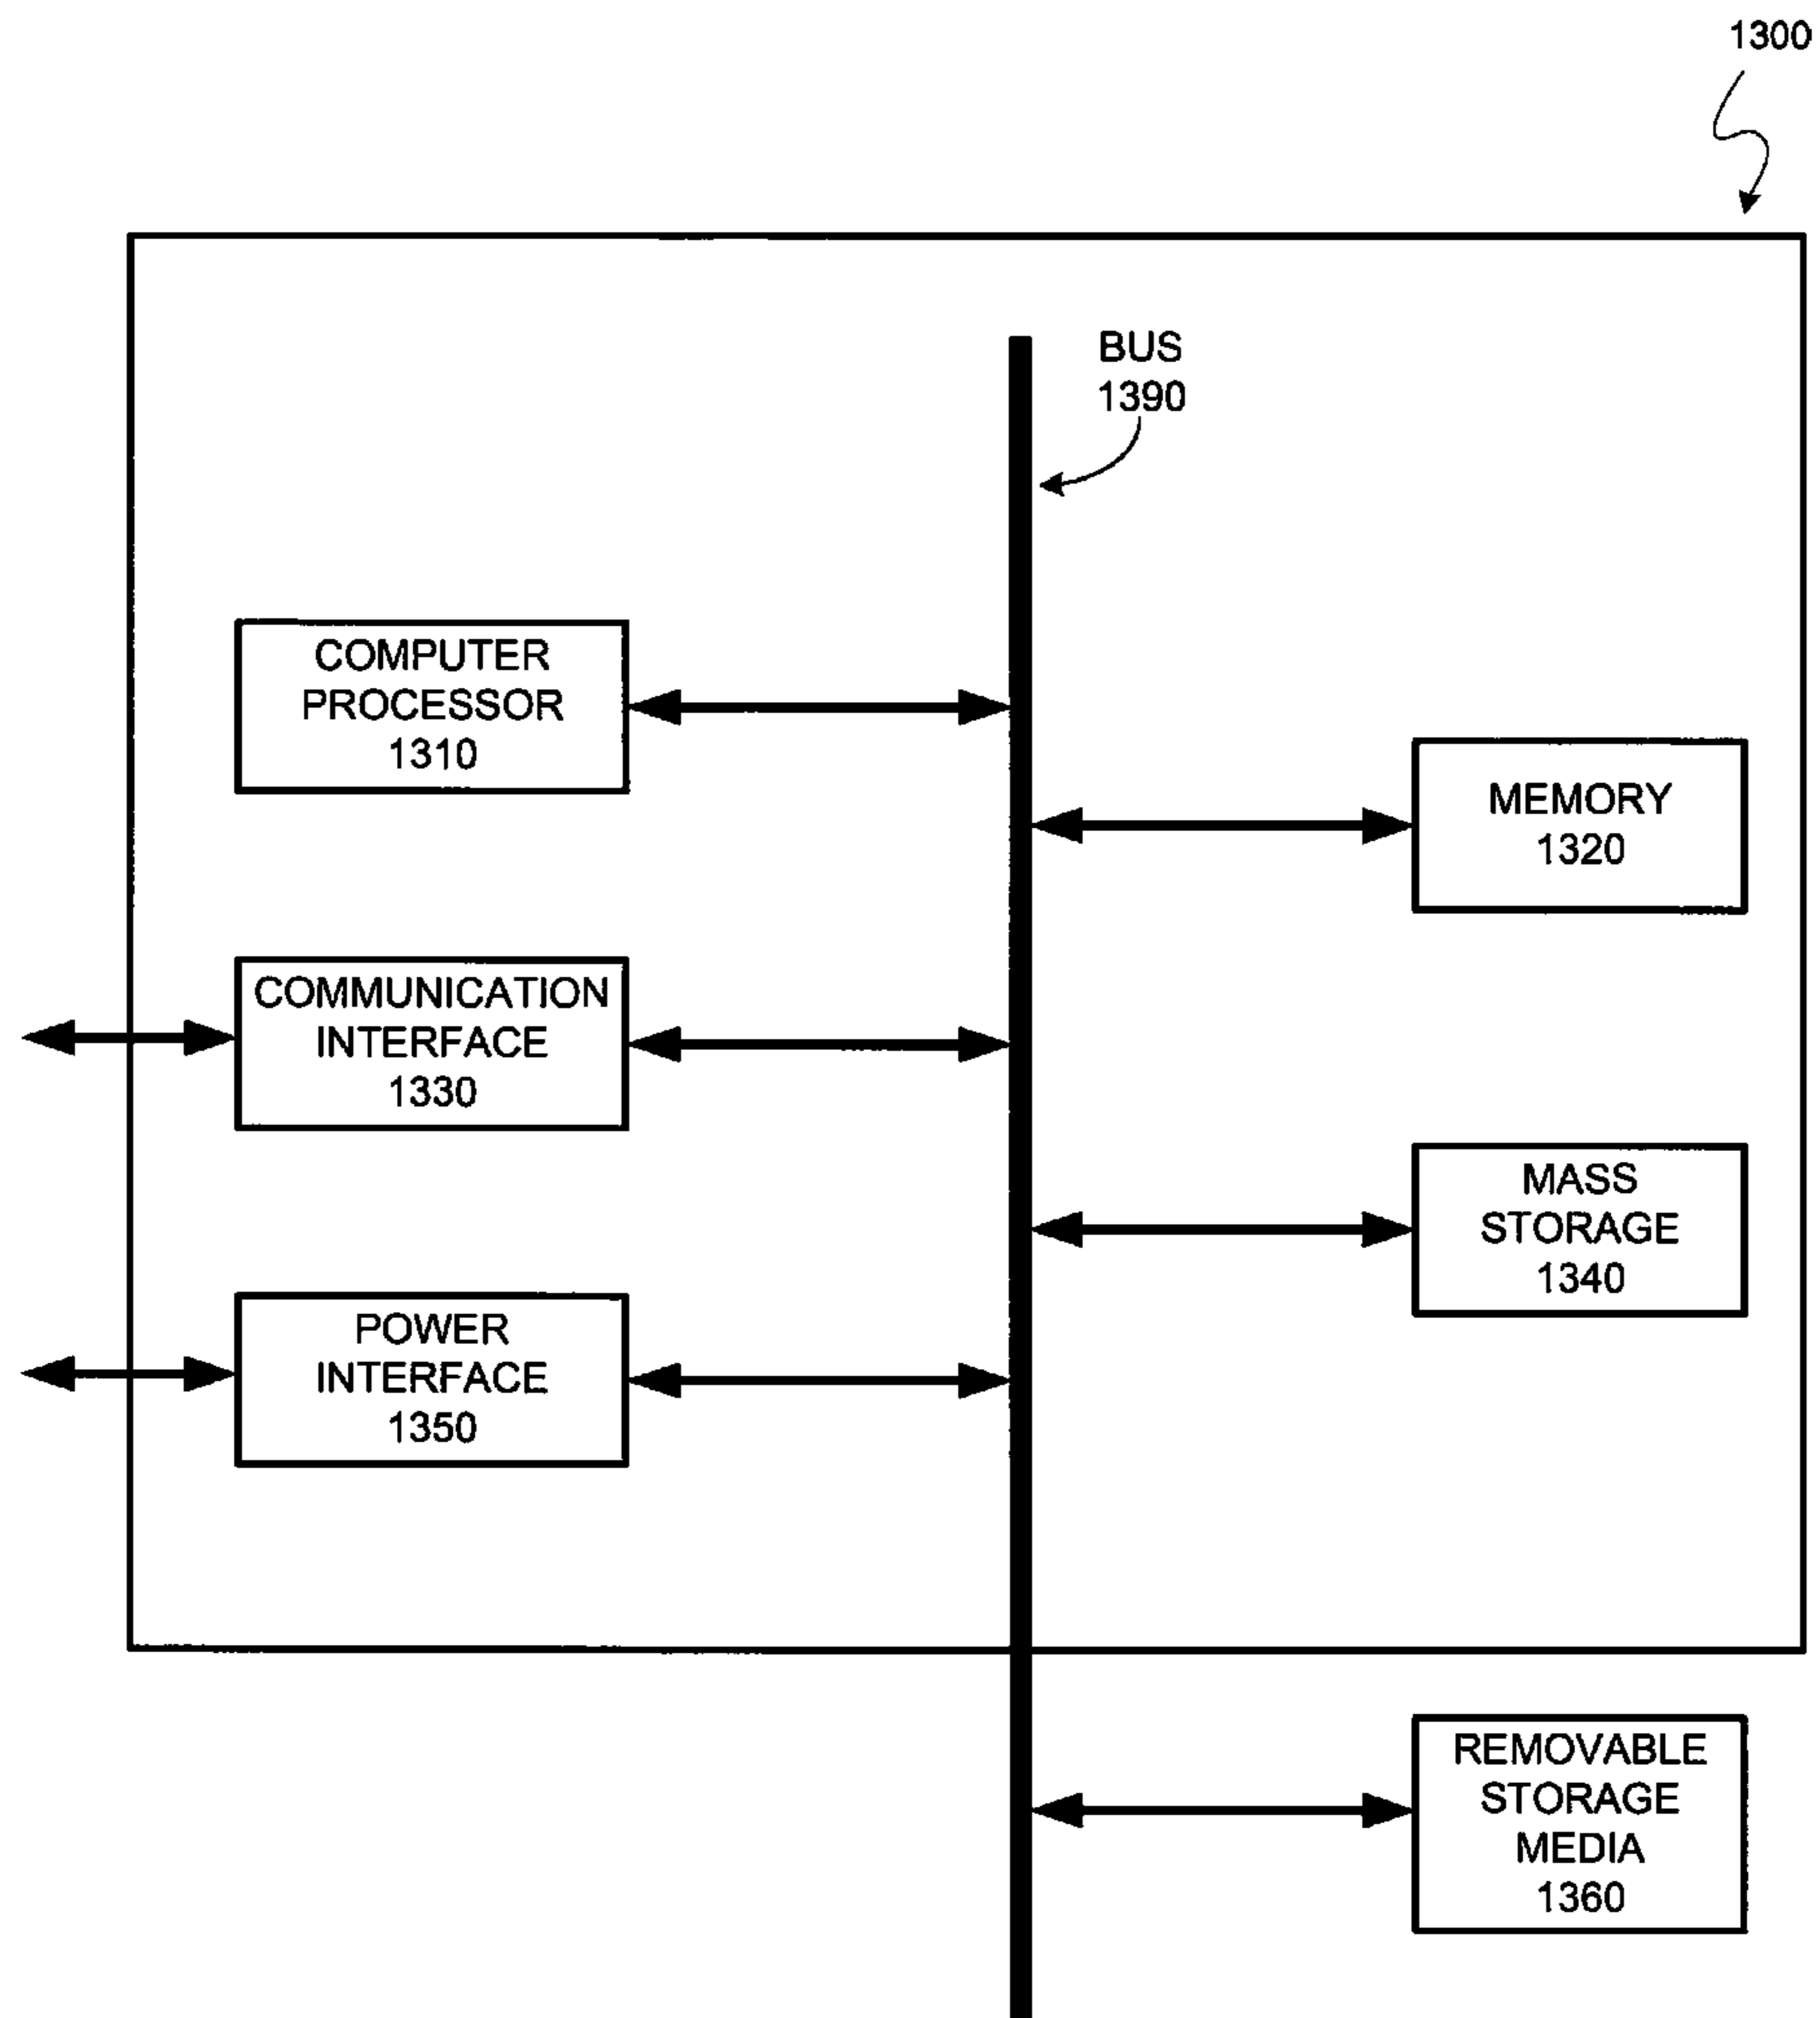 1300
BUS
1390
COMPUTER
PROCESSOR
1310
MEMORY
1320
COMMUNICATION
INTERFACE
1330
MASS
STORAGE
1340
POWER
INTERFACE
1350
REMOVABLE
STORAGE
MEDIA
1360